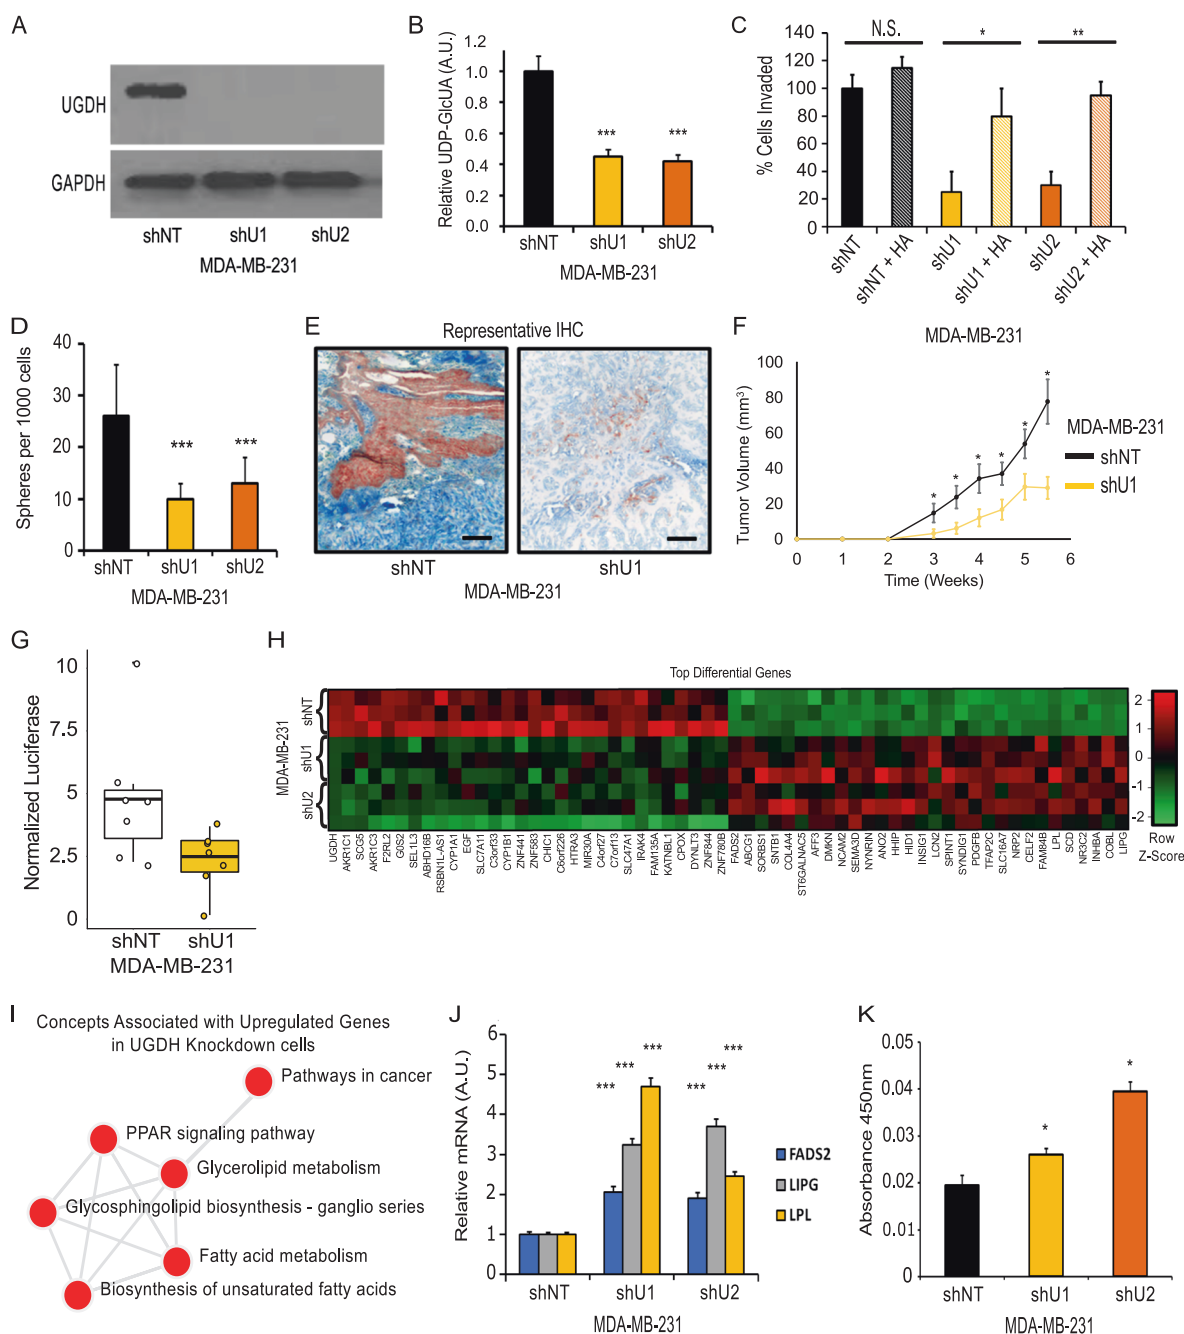 A
UGDH
GAPDH
shNT shU1 shU2
MDA-MB-231
B
Relative UDP-GlcUA (A.U.)
1.2
1.0
0.8
0.6
0.4
0.2
0.0
*** ***
shNT shU1 shU2
MDA-MB-231
C
% Cells Invaded
N.S. * **
120
100
80
60
40
20
0
shNT
shNT + HA
shU1
shU1 + HA
shU2
shU2 + HA
MDA-MB-231
D
Spheres per 1000 cells
40
30
20
10
0
*** ***
shNT shU1 shU2
MDA-MB-231
E
Representative IHC
shNT shU1
MDA-MB-231
F
Tumor Volume (mm³)
100
80
60
40
20
0
* * * * * *
0 1 2 3 4 5 6
Time (Weeks)
MDA-MB-231
shNT
shU1
G
Normalized Luciferase
10
7.5
5
2.5
0
shNT shU1
MDA-MB-231
H
Top Differential Genes
MDA-MB-231
shNT
shU1
shU2
UGDH
AKR1C1
SCG5
AKR1C3
F2RL2
G0S2
SEL1L3
ABHD16B
RSBN1L-AS1
CYP1A1
EGF
SLC7A11
C3orf33
CYP1B1
ZNF441
ZNF583
CHIC1
C6orf226
HTRA3
MIR30A
C4orf27
C7orf13
SLC47A1
IRAK4
FAM135A
KATNBL1
CPOX
DYNLT3
ZNF844
ZNF780B
FADS2
ABCG1
SORBS1
SNTB1
COL4A4
ST6GALNAC5
AFF3
DMKN
NCAM2
SEMA3D
NYNRIN
ANO2
HHIP
HID1
INSIG1
LCN2
SPINT1
SYNDIG1
PDGFB
TFAP2C
SLC16A7
NRP2
CELF2
FAM84B
LPL
SCD
NR3C2
INHBA
COBL
LIPG
2
1
0
-1
-2
Row
Z-Score
I
Concepts Associated with Upregulated Genes
in UGDH Knockdown cells
Pathways in cancer
PPAR signaling pathway
Glycerolipid metabolism
Glycosphingolipid biosynthesis - ganglio series
Fatty acid metabolism
Biosynthesis of unsaturated fatty acids
J
Relative mRNA (A.U.)
6
5
4
3
2
1
0
*** *** *** *** *** ***
shNT shU1 shU2
MDA-MB-231
FADS2
LIPG
LPL
K
Absorbance 450nm
0.05
0.04
0.03
0.02
0.01
0
* *
shNT shU1 shU2
MDA-MB-231